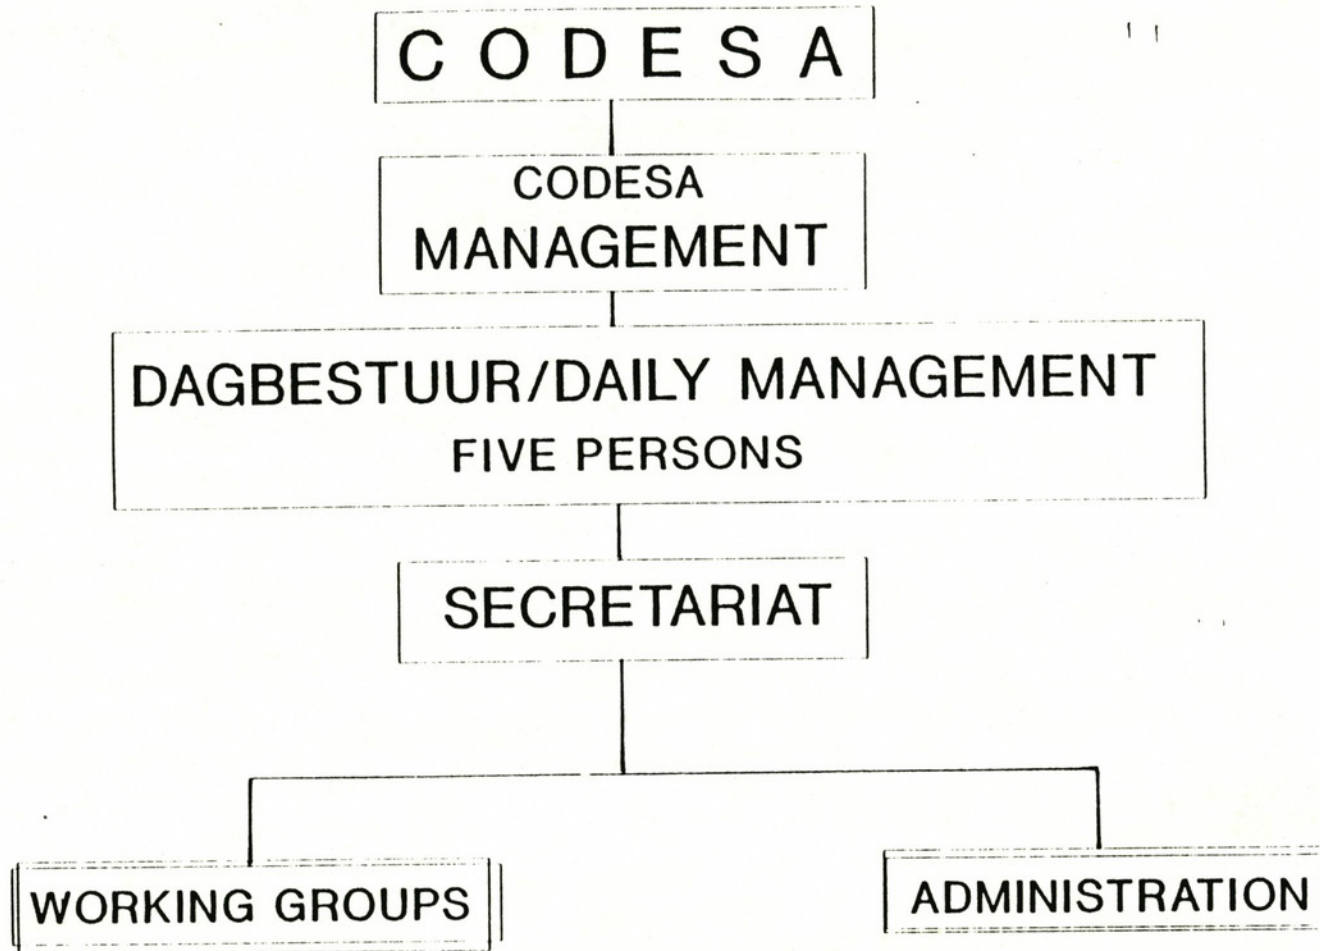 C O D E S A
CODESA
MANAGEMENT
DAGBESTUUR/DAILY MANAGEMENT
FIVE PERSONS
SECRETARIAT
WORKING GROUPS
ADMINISTRATION